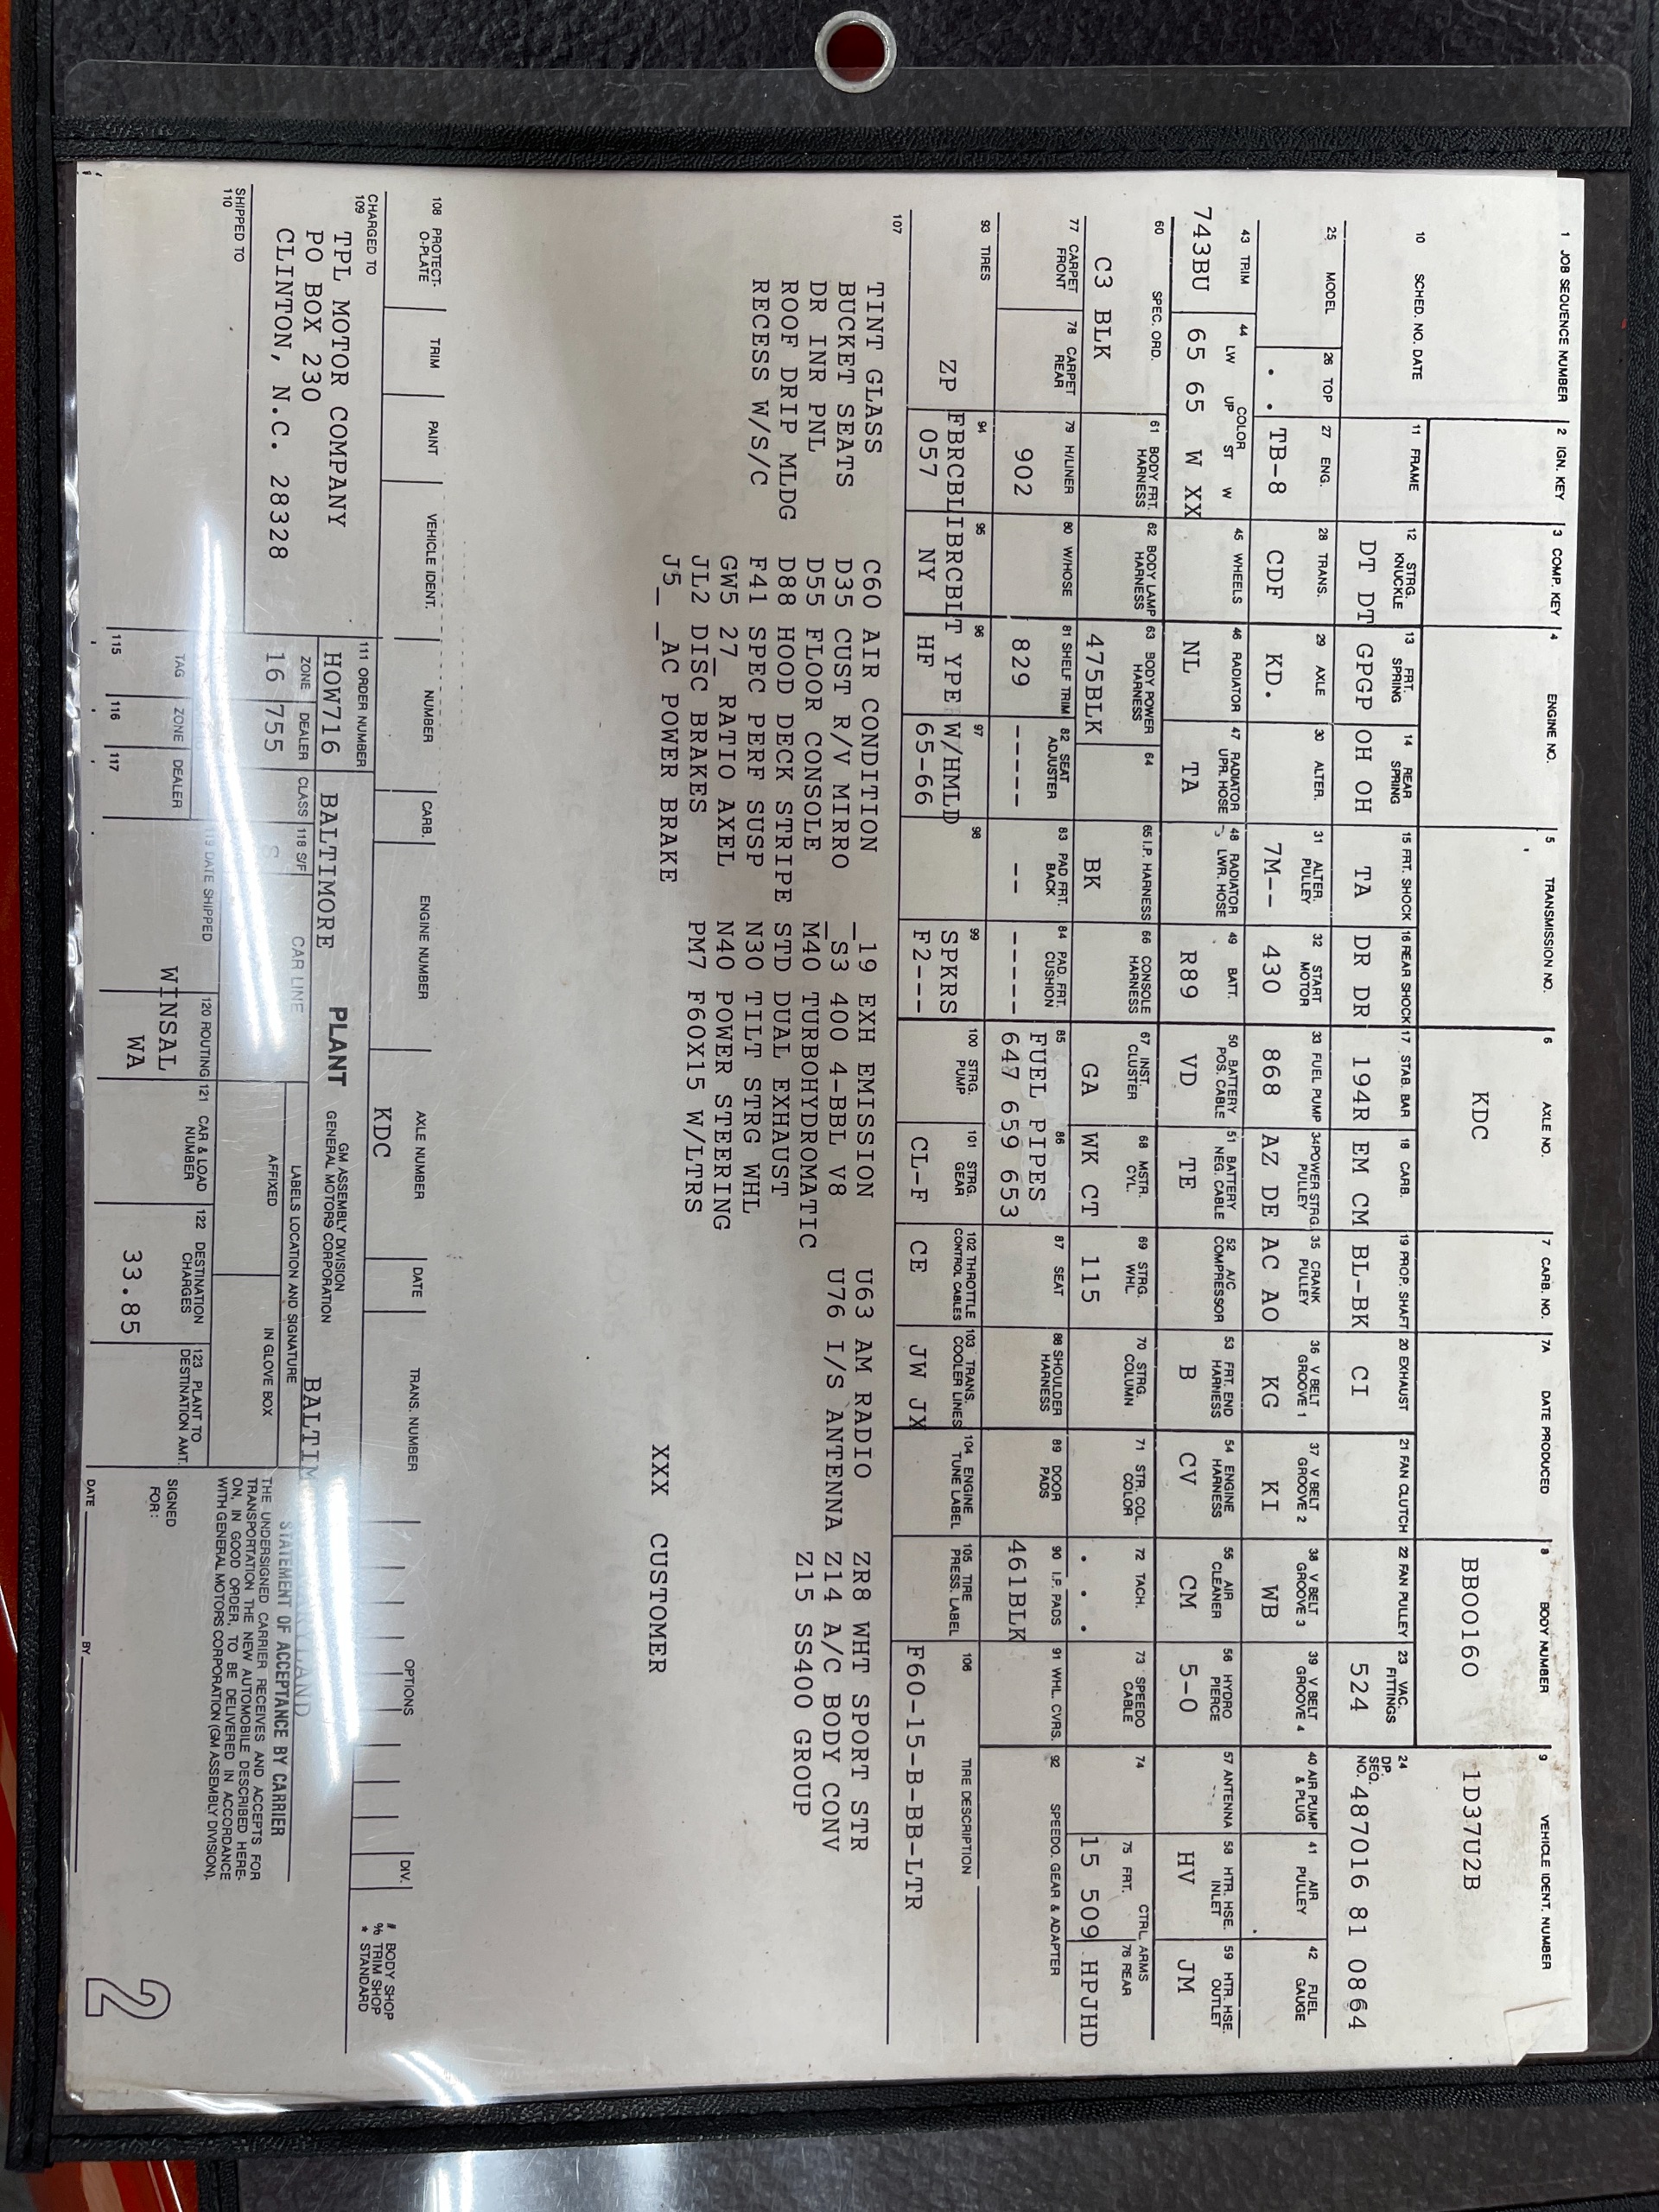 1 JOB SEQUENCE NUMBER 2 IGN. KEY 3 COMP. KEY 4 ENGINE NO. 5 TRANSMISSION NO. 6 AXLE NO. 7 CARB. NO. 7A DATE PRODUCED 8 BODY NUMBER 9 VEHICLE IDENT. NUMBER
KDC BB00160 1D37U2B
10 SCHED. NO. DATE 11 FRAME 12 STRG. KNUCKLE 13 FRT. SPRING 14 REAR SPRING 15 FRT. SHOCK 16 REAR SHOCK 17 STAB. BAR 18 CARB. 19 PROP. SHAFT 20 EXHAUST 21 FAN CLUTCH 22 FAN PULLEY 23 VAC. FITTINGS 24 DP. SEQ. NO.
DT DT GPGP OH OH TA DR DR 194R EM CM BL-BK CI 524 487016 81 0864
25 MODEL 26 TOP 27 ENG. 28 TRANS. 29 AXLE 30 ALTER. 31 ALTER. PULLEY 32 START MOTOR 33 FUEL PUMP 34 POWER STRG. PULLEY 35 CRANK PULLEY 36 V BELT GROOVE 1 37 V BELT GROOVE 2 38 V BELT GROOVE 3 39 V BELT GROOVE 4 40 AIR PUMP & PLUG 41 AIR PULLEY 42 FUEL GAUGE
. . TB-8 CDF KD. 7M-- 430 868 AZ DE AC AO KG KI WB
43 TRIM 44 COLOR LW UP ST W 45 WHEELS 46 RADIATOR 47 RADIATOR UPR. HOSE 48 RADIATOR LWR. HOSE 49 BATT. 50 BATTERY POS. CABLE 51 BATTERY NEG. CABLE 52 A/C COMPRESSOR 53 FRT. END HARNESS 54 ENGINE HARNESS 55 AIR CLEANER 56 HYDRO PIERCE 57 ANTENNA 58 HTR. HSE. INLET 59 HTR. HSE. OUTLET
743BU 65 65 W XX NL TA R89 VD TE B CV CM 5-0 HV JM
60 SPEC. ORD. 61 BODY FRT. HARNESS 62 BODY LAMP HARNESS 63 BODY POWER HARNESS 64 65 I.P. HARNESS 66 CONSOLE HARNESS 67 INST. CLUSTER 68 MSTR. CYL. 69 STRG. WHL 70 STRG. COLUMN 71 STR. COL. COLOR 72 TACH. 73 SPEEDO CABLE 74 75 FRT. CTRL. ARMS 76 REAR
C3 BLK 475BLK BK GA WK CT 115 . . . 15 509 HPJHD
77 CARPET FRONT 78 CARPET REAR 79 H/LINER 80 W/HOSE 81 SHELF TRIM 82 SEAT ADJUSTER 83 PAD FRT. BACK 84 PAD. FRT. CUSHION 85 86 87 SEAT 88 SHOULDER HARNESS 89 DOOR PADS 90 I.P. PADS 91 WHL. CVRS. 92 SPEEDO. GEAR & ADAPTER
FUEL PIPES
902 829 ----- -- ----- 647 659 653 461BLK
93 TIRES 94 95 96 97 98 99 100 STRG. PUMP 101 STRG. GEAR 102 THROTTLE CONTROL CABLES 103 TRANS. COOLER LINES 104 ENGINE TUNE LABEL 105 TIRE PRESS. LABEL 106 TIRE DESCRIPTION
ZP FBRCBLIBRCBLT YPE W/HMLD SPKRS
057 NY HF 65-66 F2--- CL-F CE JW JX F60-15-B-BB-LTR
107
TINT GLASS C60 AIR CONDITION _19 EXH EMISSION U63 AM RADIO ZR8 WHT SPORT STR
BUCKET SEATS D35 CUST R/V MIRRO _S3 400 4-BBL V8 U76 I/S ANTENNA Z14 A/C BODY CONV
DR INR PNL D55 FLOOR CONSOLE M40 TURBOHYDROMATIC Z15 SS400 GROUP
ROOF DRIP MLDG D88 HOOD DECK STRIPE STD DUAL EXHAUST
RECESS W/S/C F41 SPEC PERF SUSP N30 TILT STRG WHL
GW5 27_ RATIO AXEL N40 POWER STEERING
JL2 DISC BRAKES PM7 F60X15 W/LTRS
J5_ _AC POWER BRAKE
XXX CUSTOMER
108 PROTECT-O-PLATE TRIM PAINT VEHICLE IDENT. NUMBER CARB. ENGINE NUMBER AXLE NUMBER DATE TRANS. NUMBER OPTIONS DIV.
KDC
# BODY SHOP
% TRIM SHOP
* STANDARD
CHARGED TO
109
TPL MOTOR COMPANY
PO BOX 230
CLINTON, N.C. 28328
111 ORDER NUMBER
HOW716 BALTIMORE PLANT GM ASSEMBLY DIVISION GENERAL MOTORS CORPORATION BALTIM
ZONE DEALER CLASS 118 S/F CAR LINE LABELS LOCATION AND SIGNATURE
16 755 S AFFIXED IN GLOVE BOX
SHIPPED TO
110
TAG ZONE DEALER 119 DATE SHIPPED 120 ROUTING 121 CAR & LOAD NUMBER 122 DESTINATION CHARGES 123 PLANT TO DESTINATION AMT.
WINSAL
WA 33.85
115 116 117
STATEMENT OF ACCEPTANCE BY CARRIER
THE UNDERSIGNED CARRIER RECEIVES AND ACCEPTS FOR
TRANSPORTATION THE NEW AUTOMOBILE DESCRIBED HERE-
ON, IN GOOD ORDER, TO BE DELIVERED IN ACCORDANCE
WITH GENERAL MOTORS CORPORATION (GM ASSEMBLY DIVISION).
SIGNED
FOR:
DATE BY
2